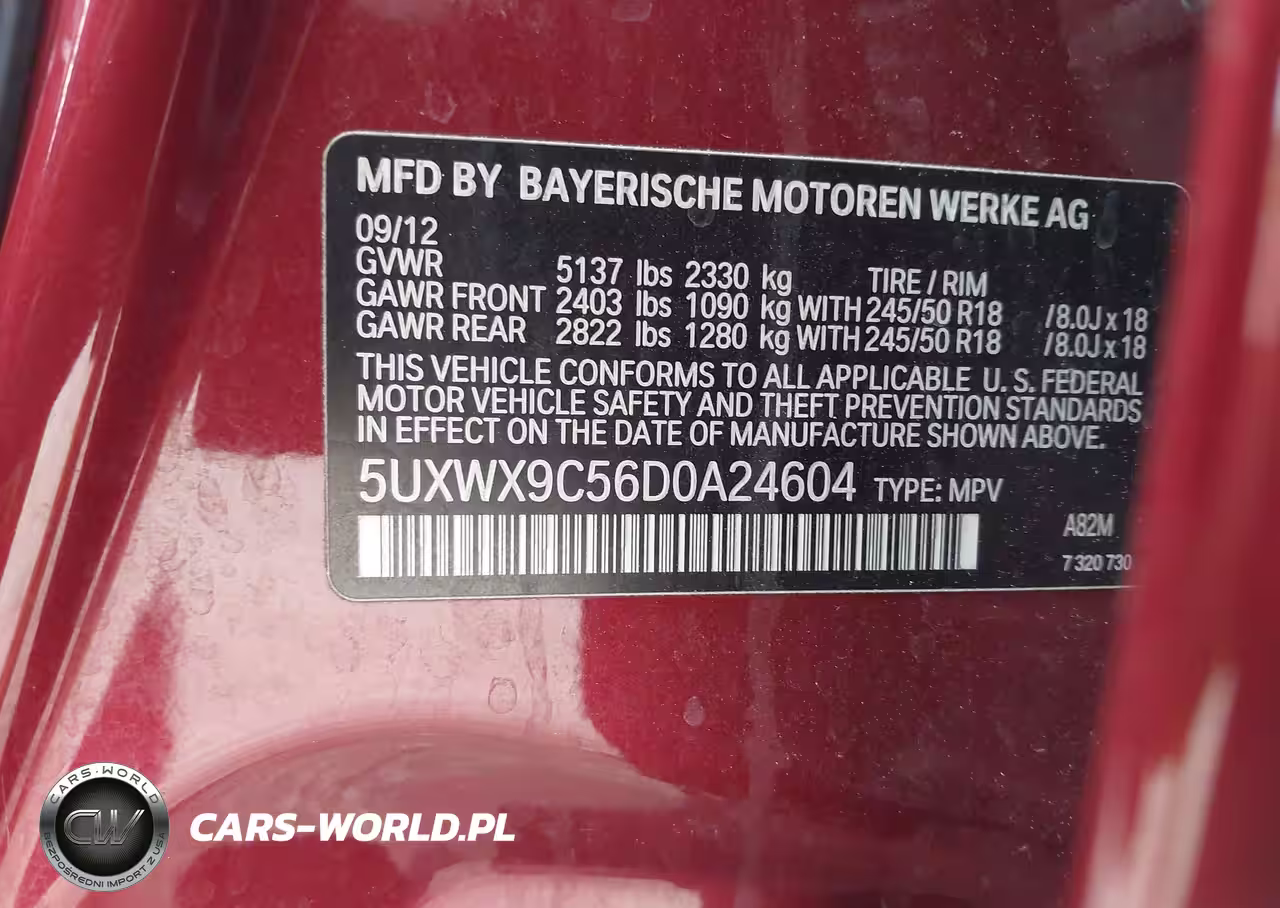 MFD BY BAYERISCHE MOTOREN WERKE AG
09/12
GVWR 5137 lbs 2330 kg TIRE / RIM
GAWR FRONT 2403 lbs 1090 kg WITH 245/50 R18 /8.0J x 18
GAWR REAR 2822 lbs 1280 kg WITH 245/50 R18 /8.0J x 18
THIS VEHICLE CONFORMS TO ALL APPLICABLE U. S. FEDERAL
MOTOR VEHICLE SAFETY AND THEFT PREVENTION STANDARDS
IN EFFECT ON THE DATE OF MANUFACTURE SHOWN ABOVE.
5UXWX9C56D0A24604 TYPE: MPV
A82M
7 320 730
CARS-WORLD
CW
BEZPOŚREDNI IMPORT Z USA
CARS-WORLD.PL